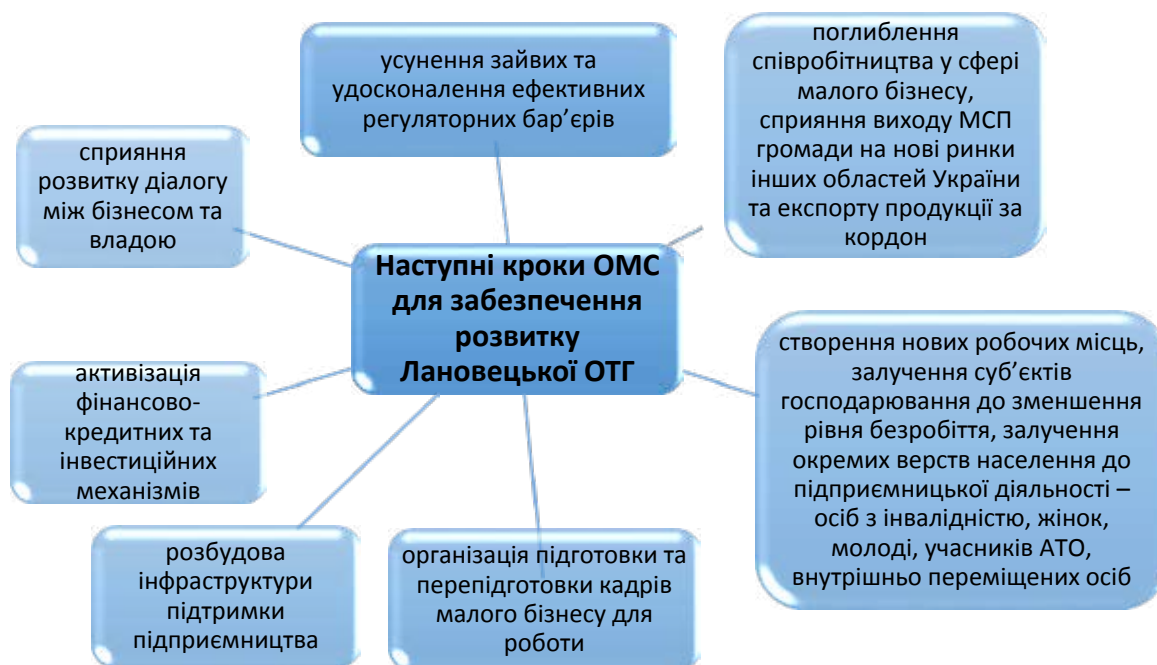 усунення зайвих та
удосконалення ефективних
регуляторних бар’єрів
поглиблення
співробітництва у сфері
малого бізнесу,
сприяння виходу МСП
громади на нові ринки
інших областей України
та експорту продукції за
кордон
сприяння
розвитку діалогу
між бізнесом та
владою
Наступні кроки ОМС
для забезпечення
розвитку
Лановецької ОТГ
створення нових робочих місць,
залучення суб’єктів
господарювання до зменшення
рівня безробіття, залучення
окремих верств населення до
підприємницької діяльності –
осіб з інвалідністю, жінок,
молоді, учасників АТО,
внутрішньо переміщених осіб
активізація
фінансово-
кредитних та
інвестиційних
механізмів
розбудова
інфраструктури
підтримки
підприємництва
організація підготовки та
перепідготовки кадрів
малого бізнесу для
роботи